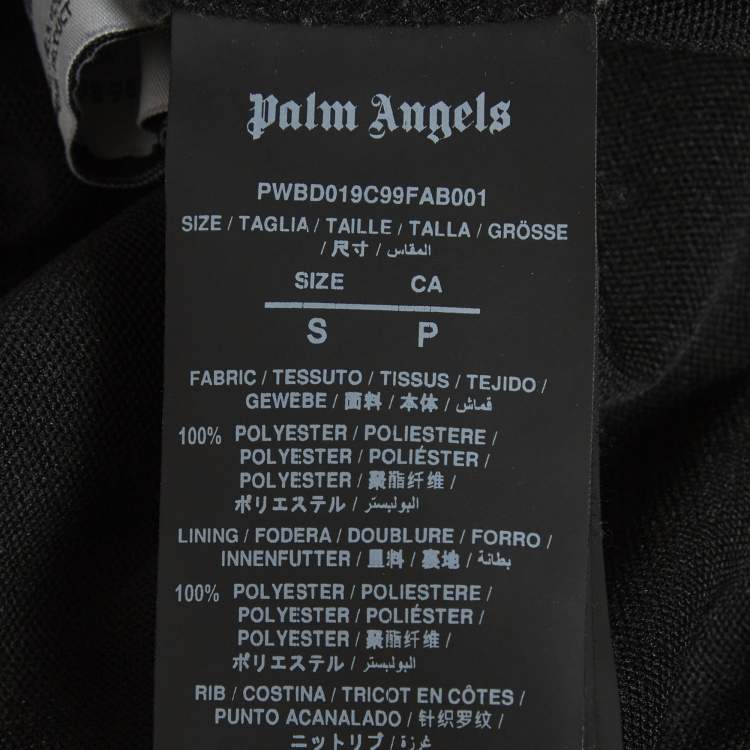 Palm Angels
PWBD019C99FAB001
SIZE / TAGLIA / TAILLE / TALLA / GRÖSSE
/ 尺寸 / المقاس
SIZE CA
S P
FABRIC / TESSUTO / TISSUS / TEJIDO /
GEWEBE / 面料 / 本体 / قماش
100% POLYESTER / POLIESTERE /
POLYESTER / POLIÉSTER /
POLYESTER / 聚酯纤维 /
ポリエステル / البوليستر
LINING / FODERA / DOUBLURE / FORRO /
INNENFUTTER / 里料 / 裏地 / بطانة
100% POLYESTER / POLIESTERE /
POLYESTER / POLIÉSTER /
POLYESTER / 聚酯纤维 /
ポリエステル / البوليستر
RIB / COSTINA / TRICOT EN CÔTES /
PUNTO ACANALADO / 针织罗纹 /
ニットリブ / غرزة